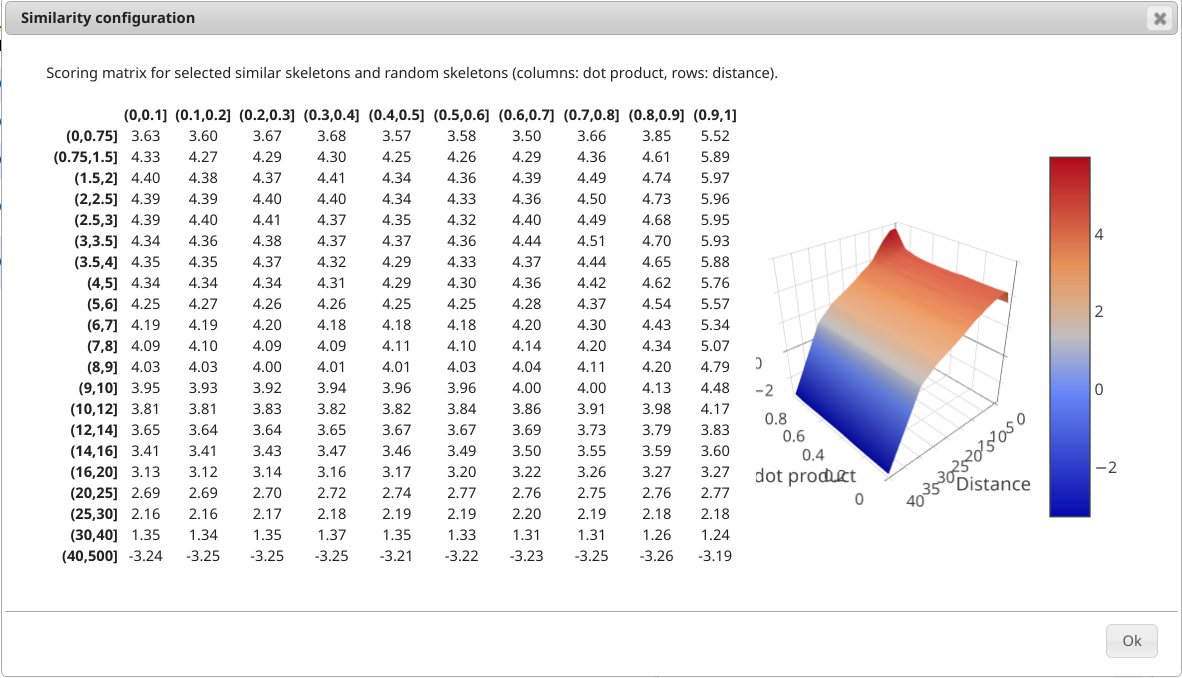 Similarity configuration
Scoring matrix for selected similar skeletons and random skeletons (columns: dot product, rows: distance).
(0,0.1] (0.1,0.2] (0.2,0.3] (0.3,0.4] (0.4,0.5] (0.5,0.6] (0.6,0.7] (0.7,0.8] (0.8,0.9] (0.9,1]
(0,0.75] 3.63 3.60 3.67 3.68 3.57 3.58 3.50 3.66 3.85 5.52
(0.75,1.5] 4.33 4.27 4.29 4.30 4.25 4.26 4.29 4.36 4.61 5.89
(1.5,2] 4.40 4.38 4.37 4.41 4.34 4.36 4.39 4.49 4.74 5.97
(2,2.5] 4.39 4.39 4.40 4.40 4.34 4.33 4.36 4.50 4.73 5.96
(2.5,3] 4.39 4.40 4.41 4.37 4.35 4.32 4.40 4.49 4.68 5.95
(3,3.5] 4.34 4.36 4.38 4.37 4.37 4.36 4.44 4.51 4.70 5.93
(3.5,4] 4.35 4.35 4.37 4.32 4.29 4.33 4.37 4.44 4.65 5.88
(4,5] 4.34 4.34 4.34 4.31 4.29 4.30 4.36 4.42 4.62 5.76
(5,6] 4.25 4.27 4.26 4.26 4.25 4.25 4.28 4.37 4.54 5.57
(6,7] 4.19 4.19 4.20 4.18 4.18 4.18 4.20 4.30 4.43 5.34
(7,8] 4.09 4.10 4.09 4.09 4.11 4.10 4.14 4.20 4.34 5.07
(8,9] 4.03 4.03 4.00 4.01 4.01 4.03 4.04 4.11 4.20 4.79
(9,10] 3.95 3.93 3.92 3.94 3.96 3.96 4.00 4.00 4.13 4.48
(10,12] 3.81 3.81 3.83 3.82 3.82 3.84 3.86 3.91 3.98 4.17
(12,14] 3.65 3.64 3.64 3.65 3.67 3.67 3.69 3.73 3.79 3.83
(14,16] 3.41 3.41 3.43 3.47 3.46 3.49 3.50 3.55 3.59 3.60
(16,20] 3.13 3.12 3.14 3.16 3.17 3.20 3.22 3.26 3.27 3.27
(20,25] 2.69 2.69 2.70 2.72 2.74 2.77 2.76 2.75 2.76 2.77
(25,30] 2.16 2.16 2.17 2.18 2.19 2.19 2.20 2.19 2.18 2.18
(30,40] 1.35 1.34 1.35 1.37 1.35 1.33 1.31 1.31 1.26 1.24
(40,500] -3.24 -3.25 -3.25 -3.25 -3.21 -3.22 -3.23 -3.25 -3.26 -3.19
0
−2
0.8
0.6
0.4
0.2
0
dot product
40
35
30
25
20
15
10
5
0
Distance
4
2
0
−2
Ok